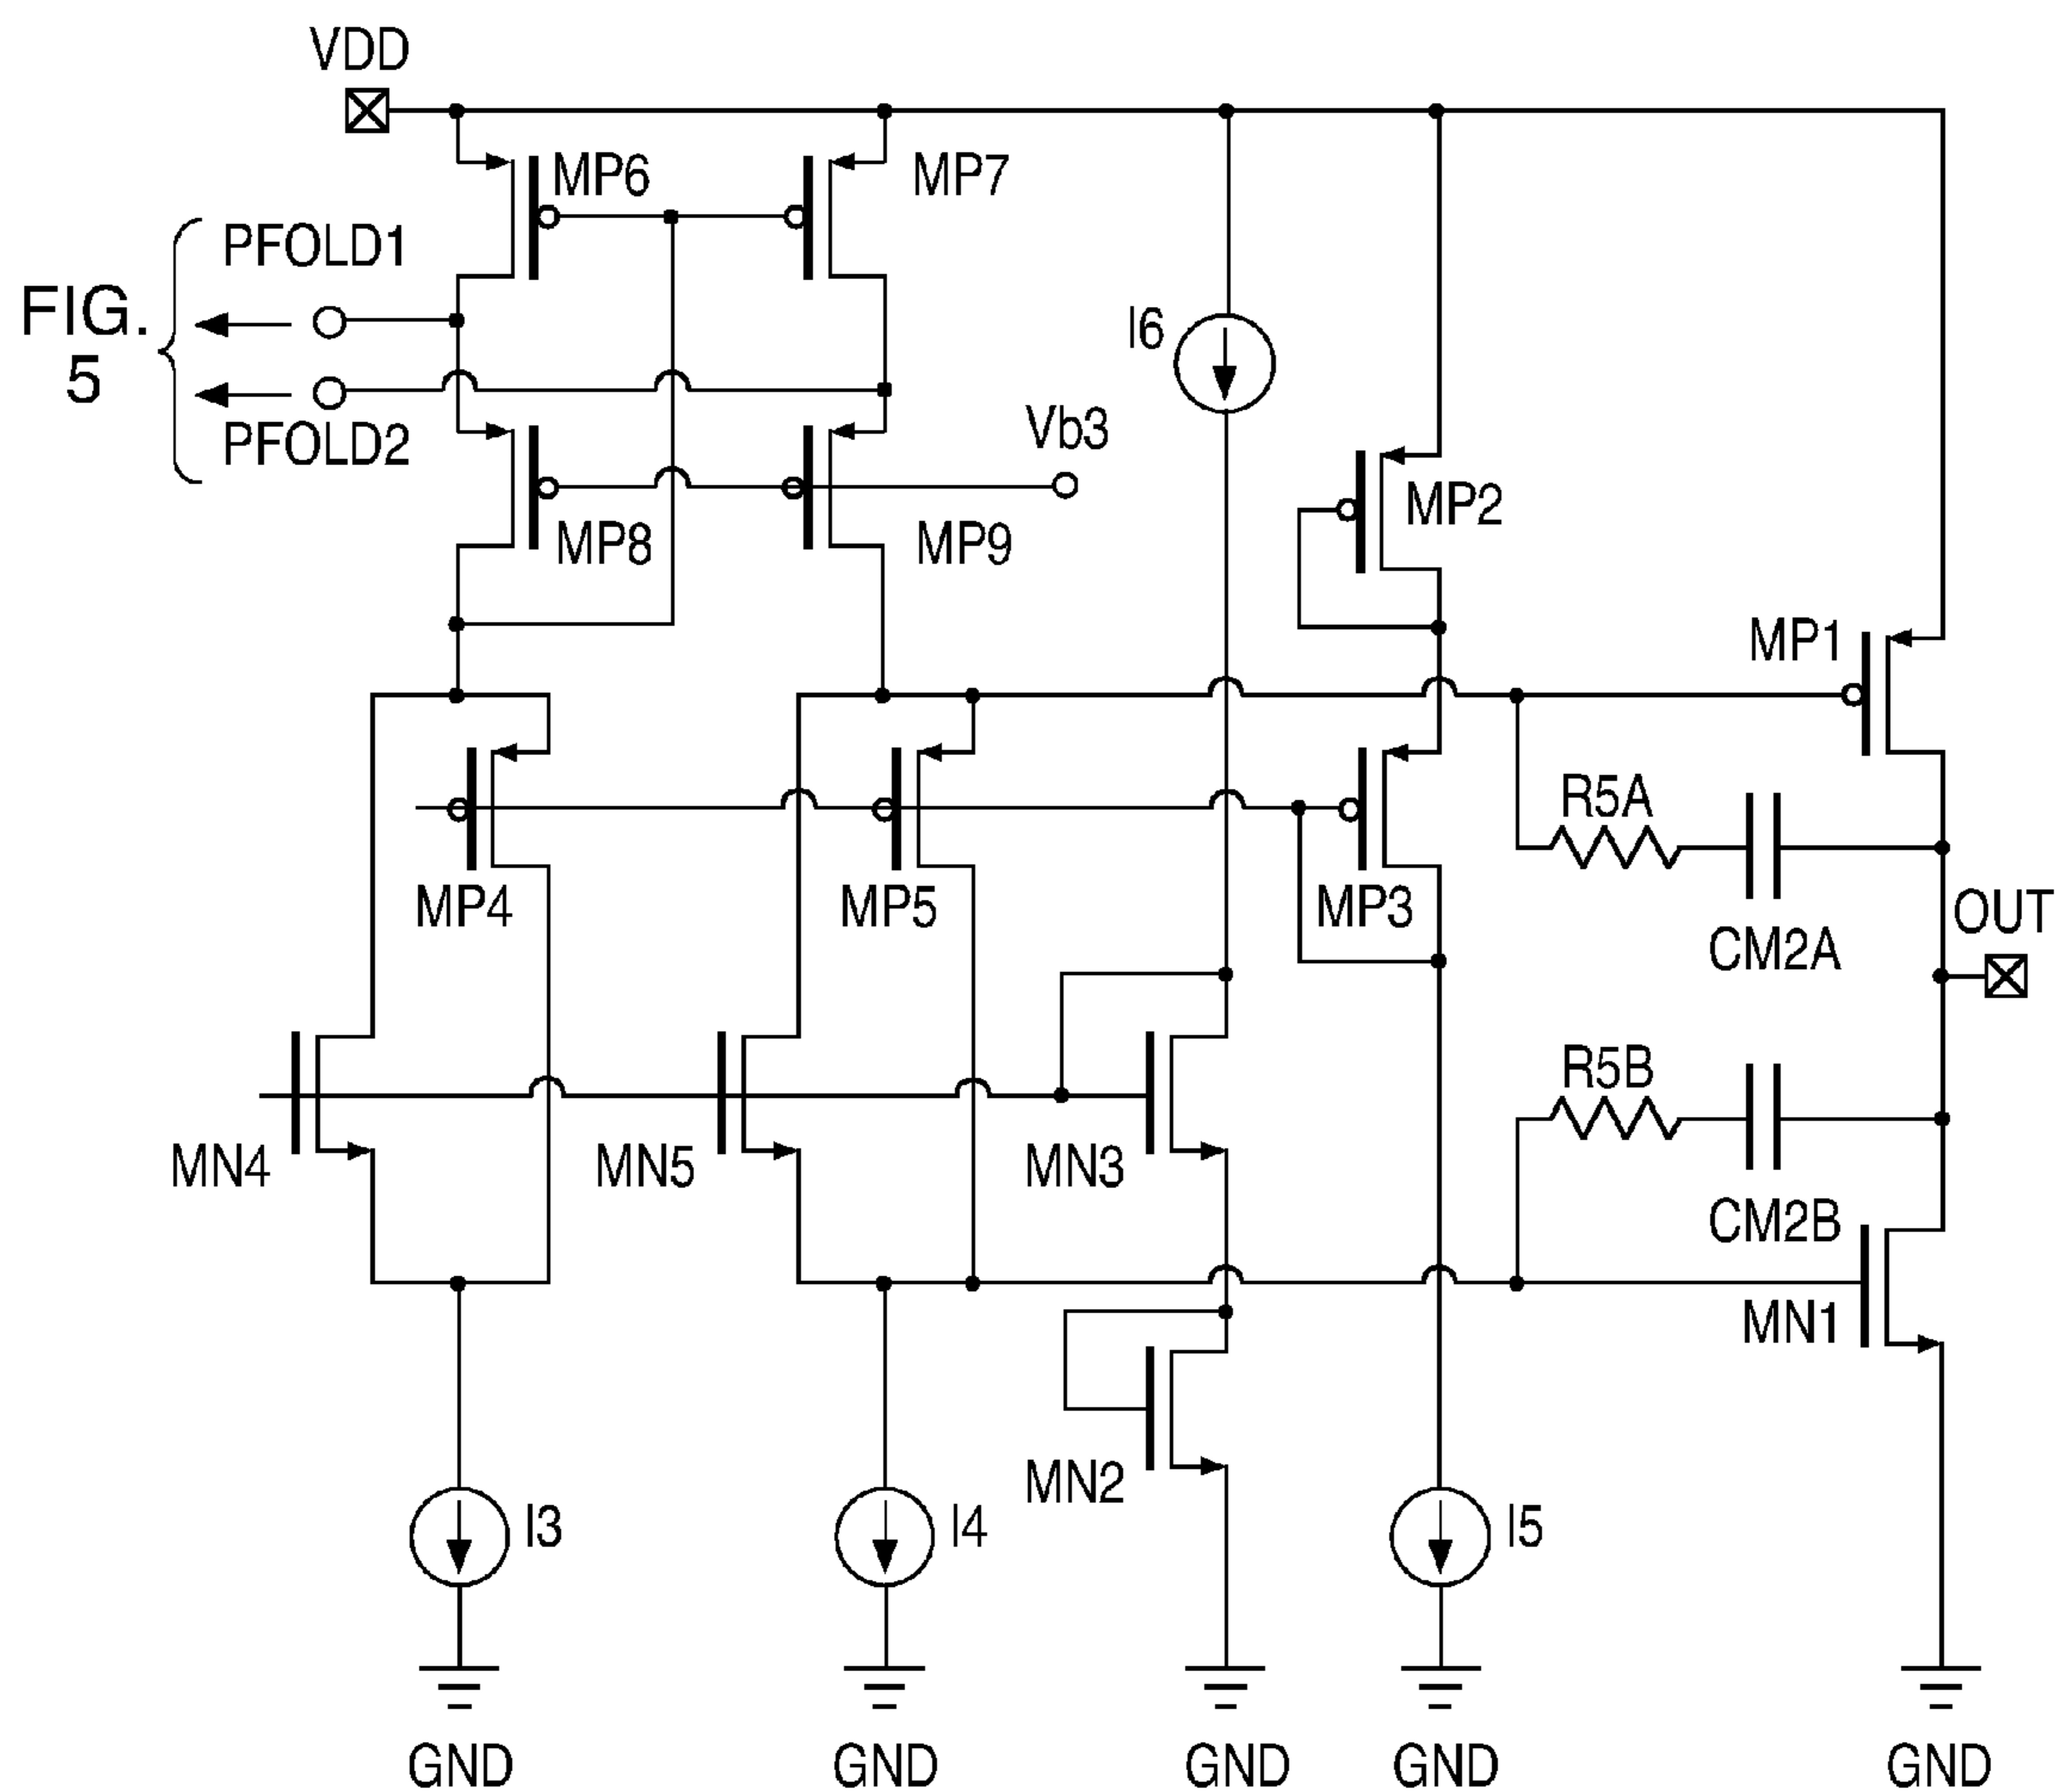 VDD
MP6
MP7
PFOLD1
FIG.
5
I6
PFOLD2
Vb3
MP2
MP8
MP9
MP1
R5A
MP4
MP5
MP3
OUT
CM2A
R5B
MN4
MN5
MN3
CM2B
MN1
MN2
I3
I4
I5
GND
GND
GND
GND
GND